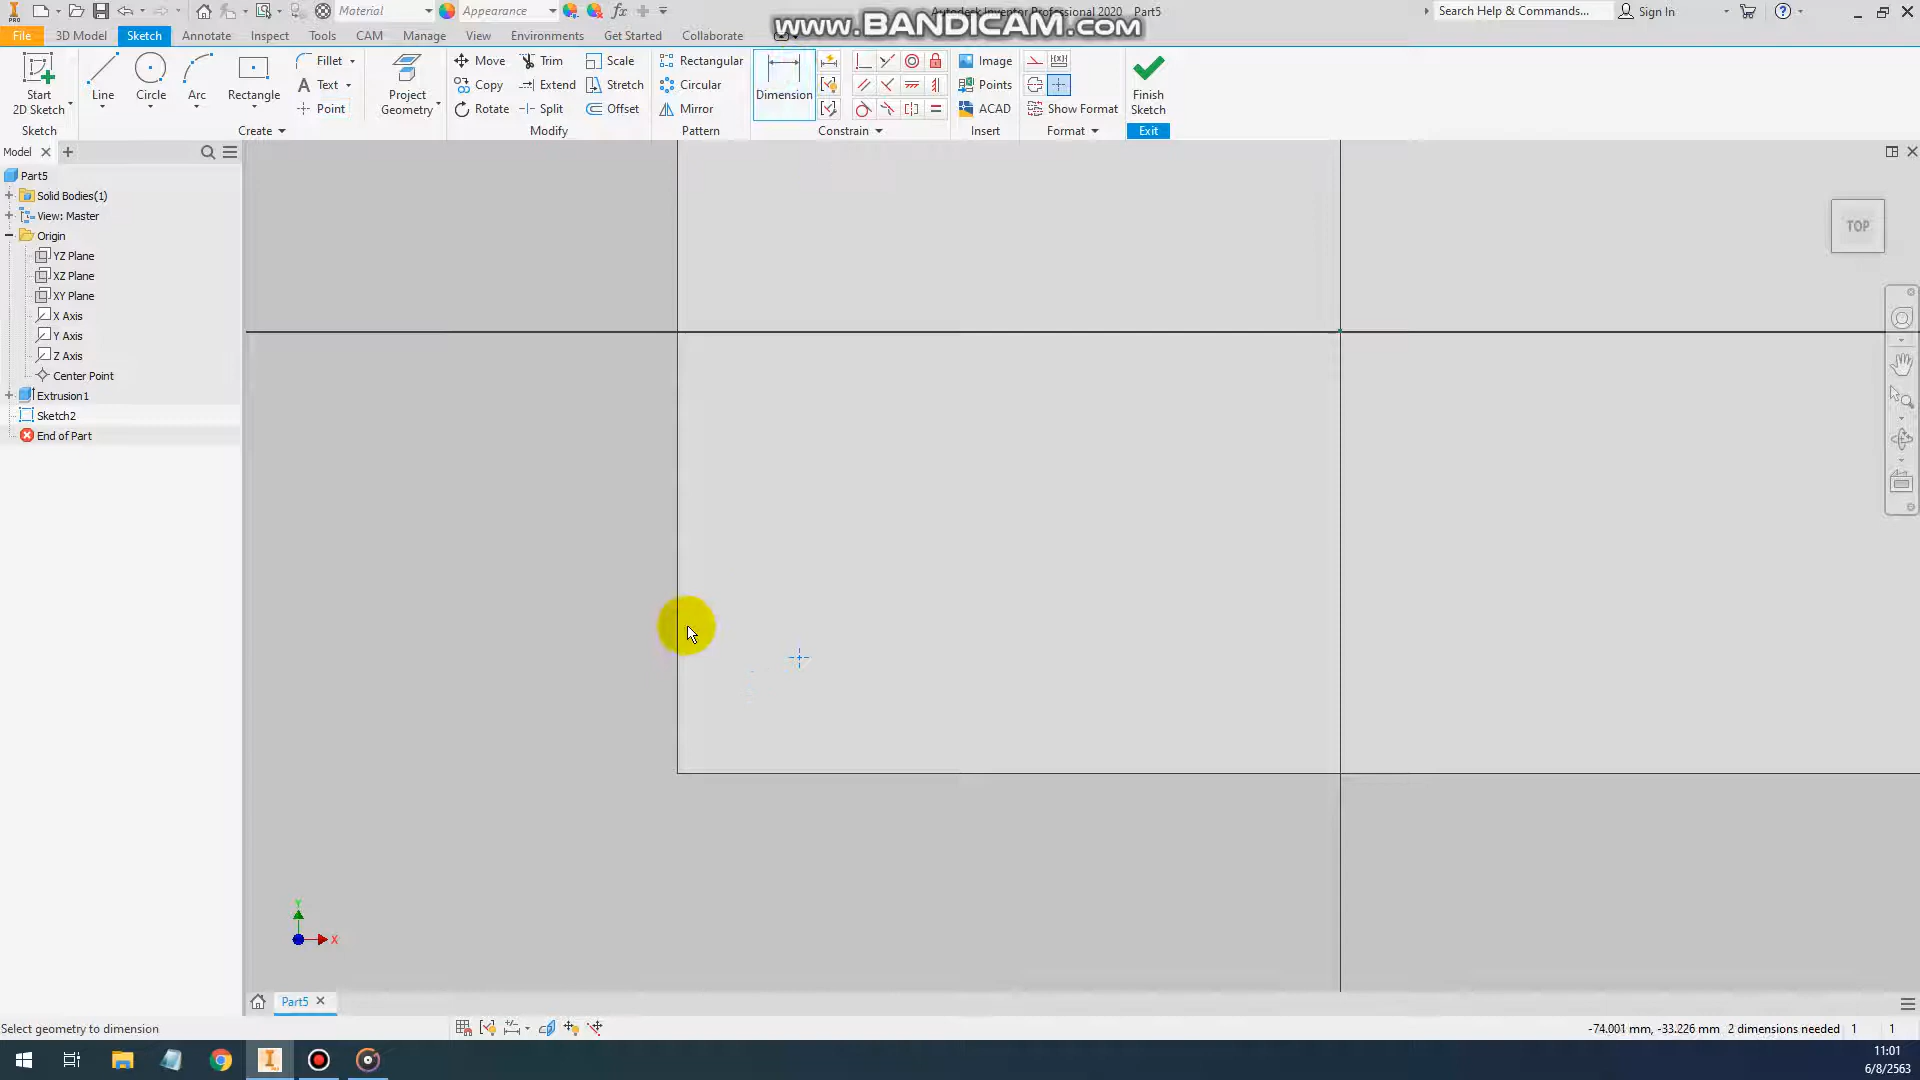 Material
Appearance
Autodesk Inventor Professional 2020 Part5
www.BANDICAM.com
Search Help & Commands...
Sign In
File
3D Model
Sketch
Annotate
Inspect
Tools
CAM
Manage
View
Environments
Get Started
Collaborate
Start
2D Sketch
Sketch
Line
Circle
Arc
Rectangle
Fillet
Text
Point
Create
Project
Geometry
Move
Copy
Rotate
Trim
Extend
Split
Scale
Stretch
Offset
Modify
Rectangular
Circular
Mirror
Pattern
Dimension
Constrain
Image
Points
ACAD
Insert
Show Format
Format
Finish
Sketch
Exit
Model
Part5
Solid Bodies(1)
View: Master
Origin
YZ Plane
XZ Plane
XY Plane
X Axis
Y Axis
Z Axis
Center Point
Extrusion1
Sketch2
End of Part
TOP
Y
X
Part5
Select geometry to dimension
-74.001 mm, -33.226 mm 2 dimensions needed 1 1
11:01
6/8/2563